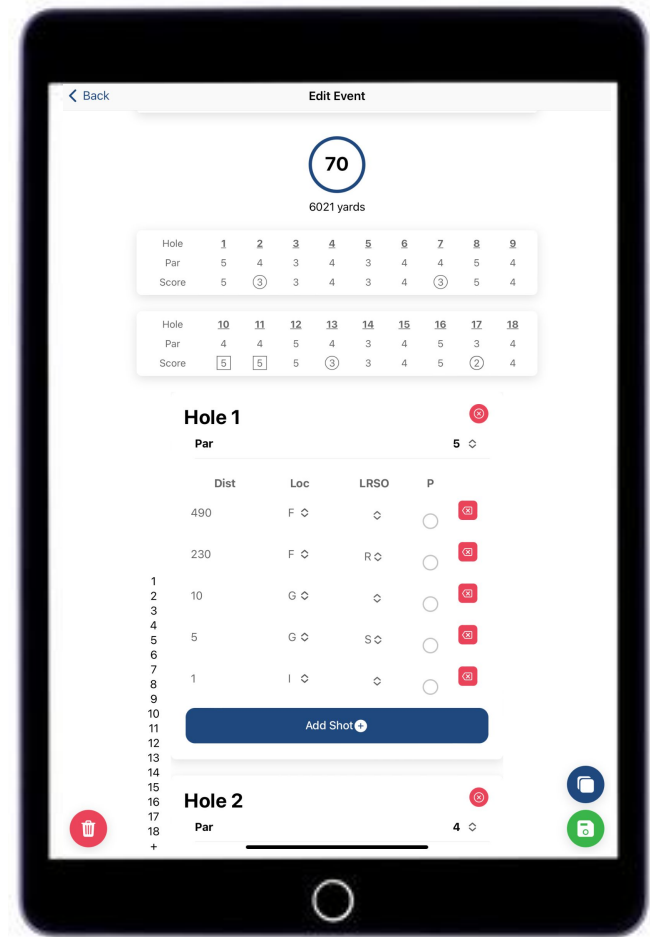 Back Edit Event
70
6021 yards
Hole 1 2 3 4 5 6 7 8 9
Par 5 4 3 4 3 4 4 5 4
Score 5 3 3 4 3 4 3 5 4
Hole 10 11 12 13 14 15 16 17 18
Par 4 4 5 4 3 4 5 3 4
Score 5 5 5 3 3 4 5 2 4
Hole 1
Par 5
Dist Loc LRSO P
490 F
230 F R
10 G
5 G S
1 I
1
2
3
4
5
6
7
8
9
10
11
12
13
14
15
16
17
18
+
Add Shot
Hole 2
Par 4